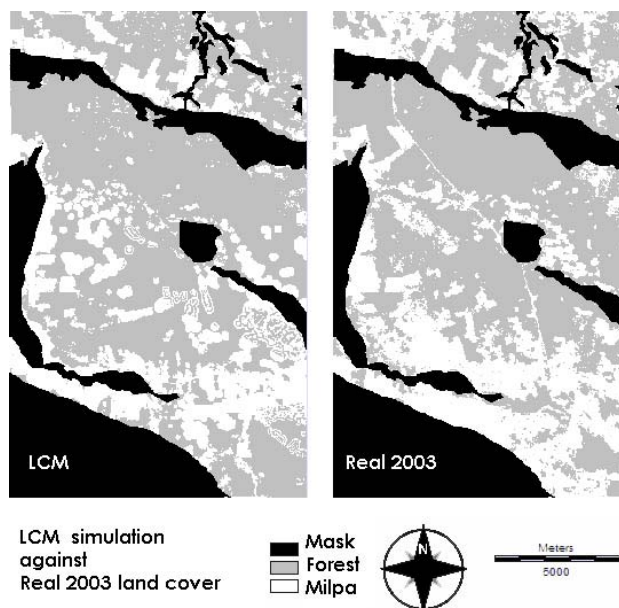 LCM
Real 2003
LCM simulation
against
Real 2003 land cover
Mask
Forest
Milpa
N
Meters
5000